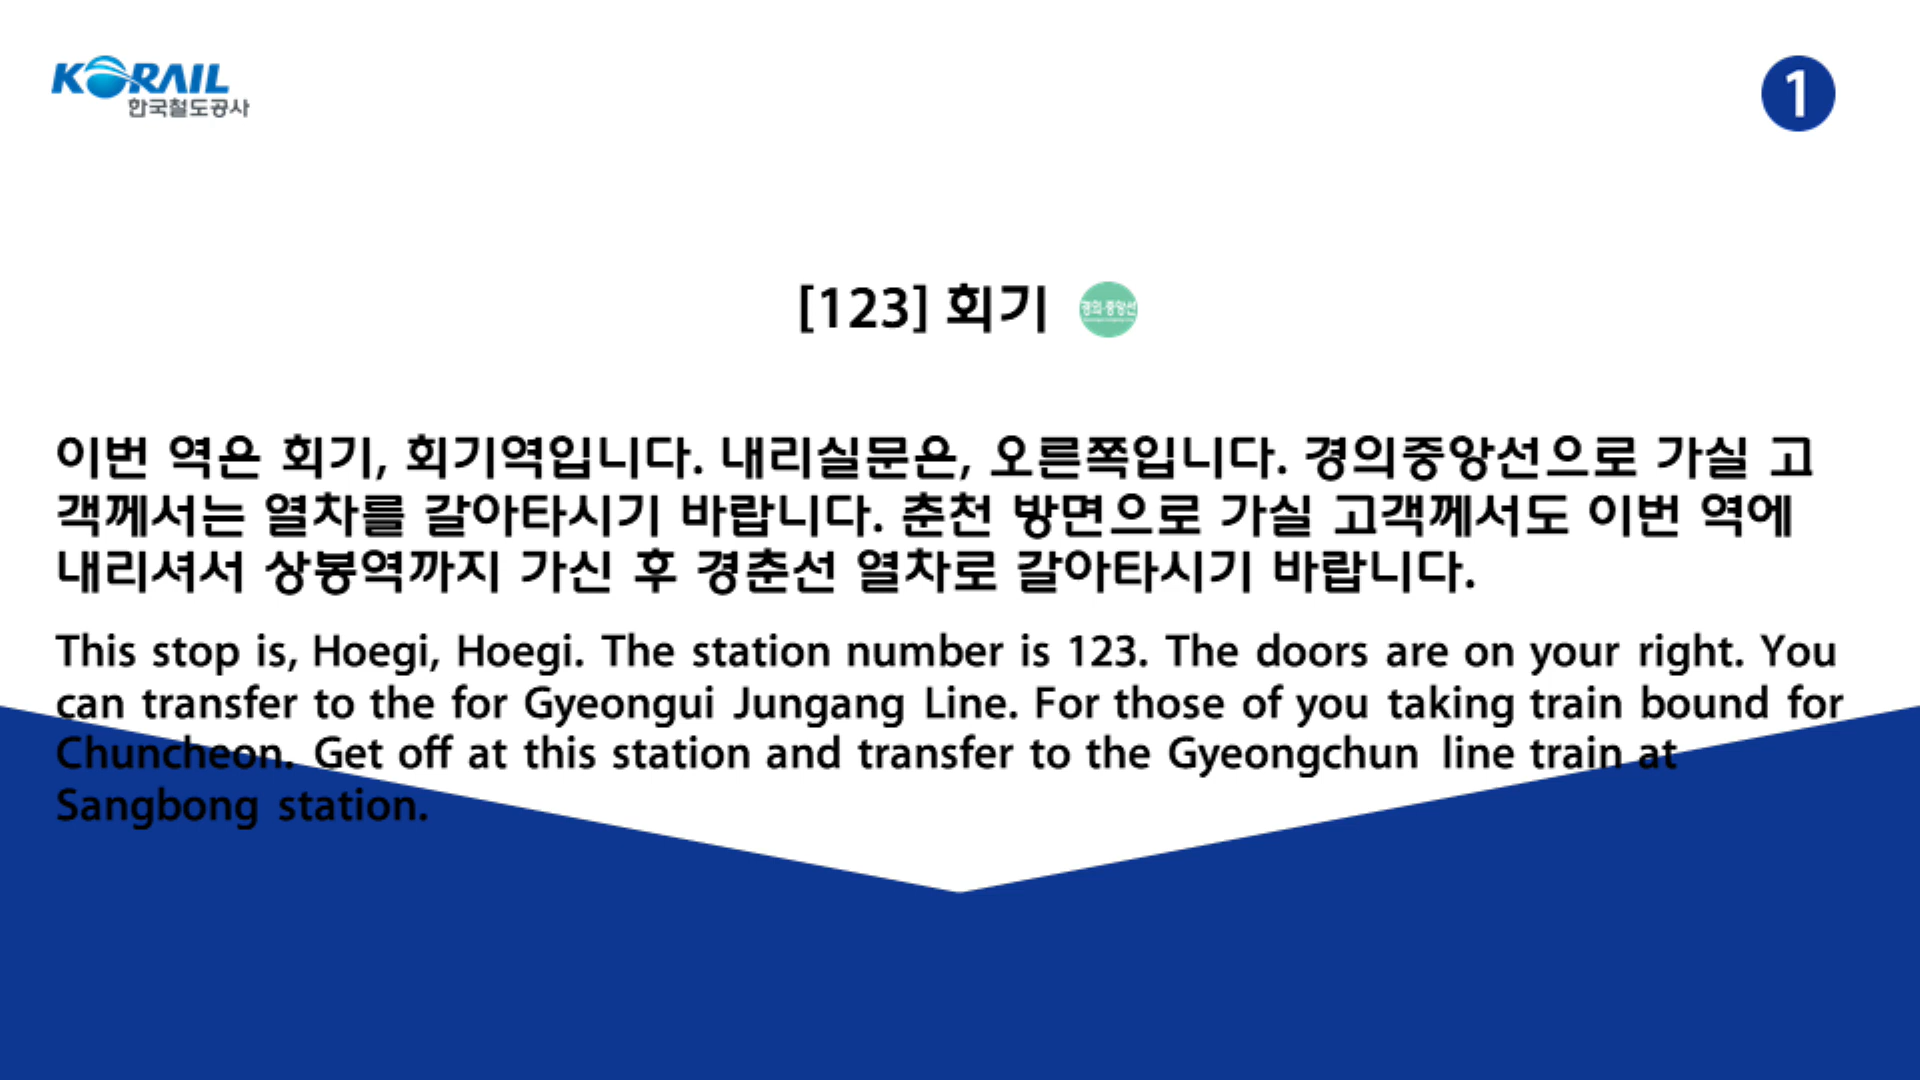 KORAIL
한국철도공사
1
[123] 회기 경의·중앙선
이번 역은 회기, 회기역입니다. 내리실문은, 오른쪽입니다. 경의중앙선으로 가실 고
객께서는 열차를 갈아타시기 바랍니다. 춘천 방면으로 가실 고객께서도 이번 역에
내리셔서 상봉역까지 가신 후 경춘선 열차로 갈아타시기 바랍니다.
This stop is, Hoegi, Hoegi. The station number is 123. The doors are on your right. You
can transfer to the for Gyeongui Jungang Line. For those of you taking train bound for
Chuncheon. Get off at this station and transfer to the Gyeongchun line train at
Sangbong station.